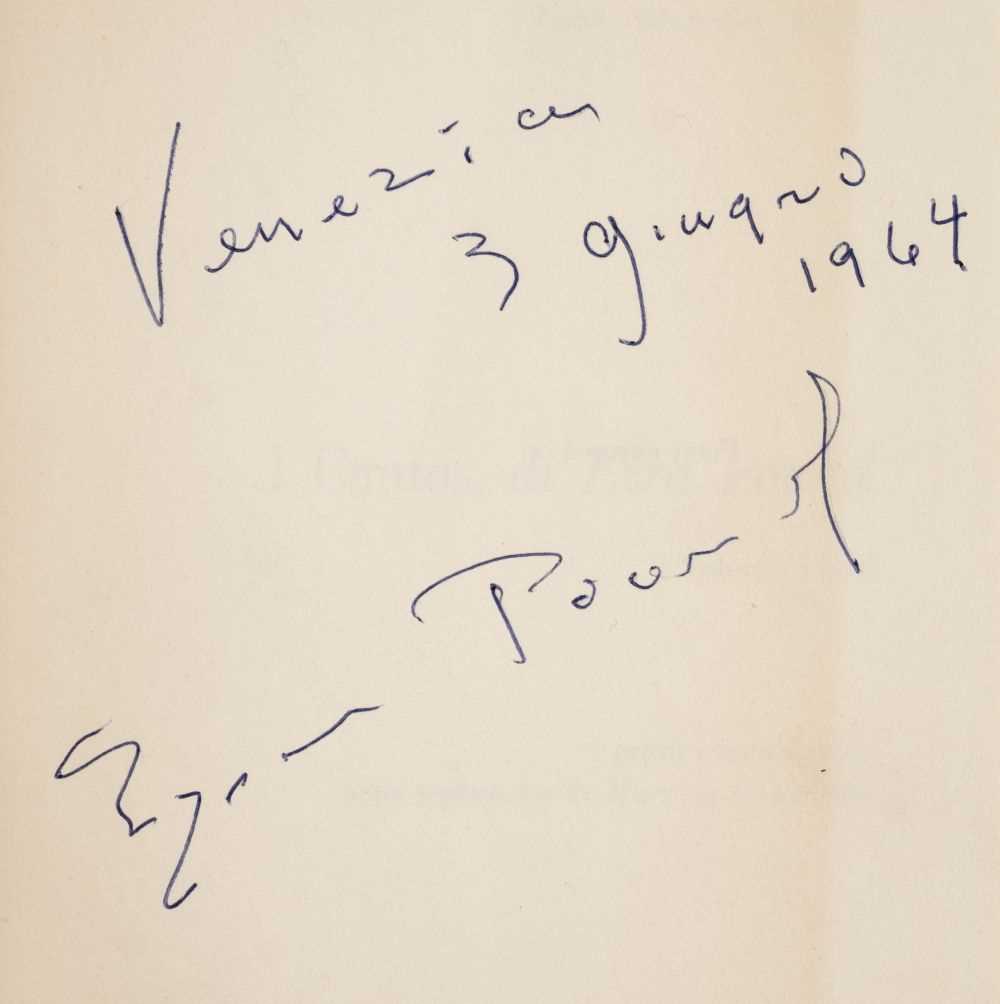 Venezia
3 giugno
1964
Ezra Pound